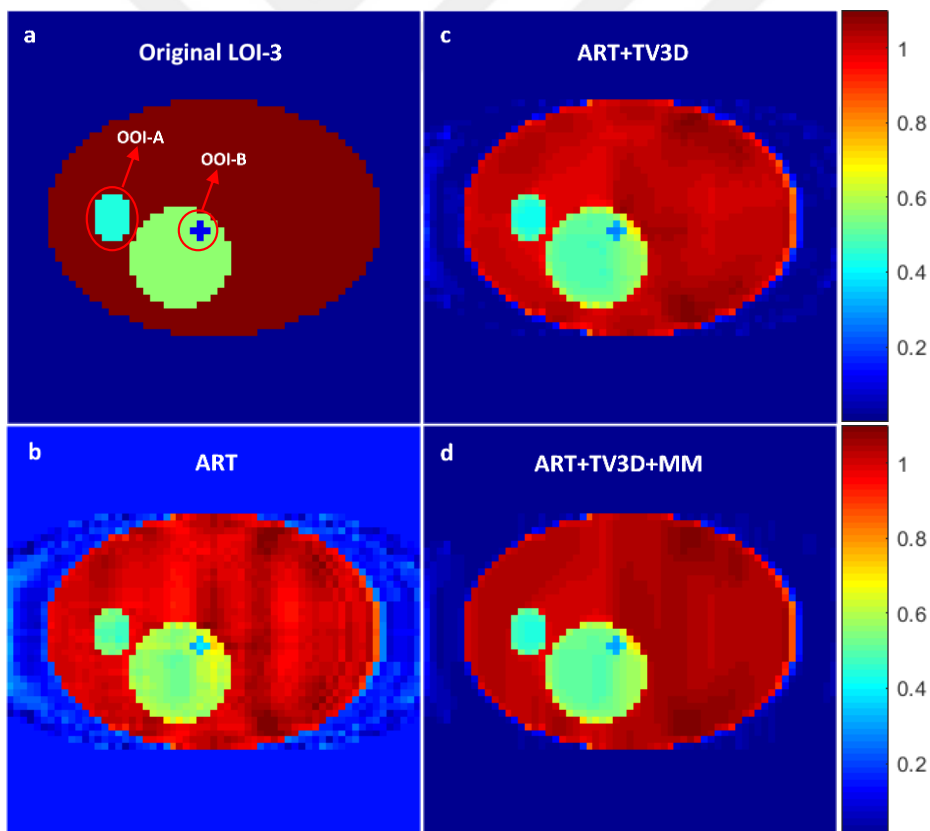 a
Original LOI-3
OOI-A
OOI-B
c
ART+TV3D
1
0.8
0.6
0.4
0.2
b
ART
d
ART+TV3D+MM
1
0.8
0.6
0.4
0.2